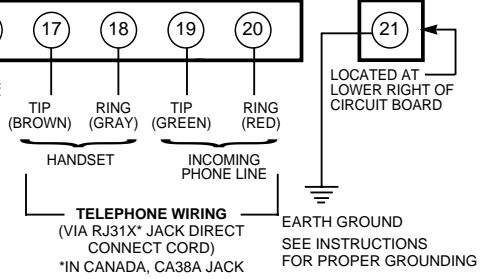 17 18 19 20 21
LOCATED AT
LOWER RIGHT OF
CIRCUIT BOARD
TIP RING TIP RING
(BROWN) (GRAY) (GREEN) (RED)
HANDSET
INCOMING
PHONE LINE
TELEPHONE WIRING
(VIA RJ31X* JACK DIRECT
CONNECT CORD)
*IN CANADA, CA38A JACK
EARTH GROUND
SEE INSTRUCTIONS
FOR PROPER GROUNDING